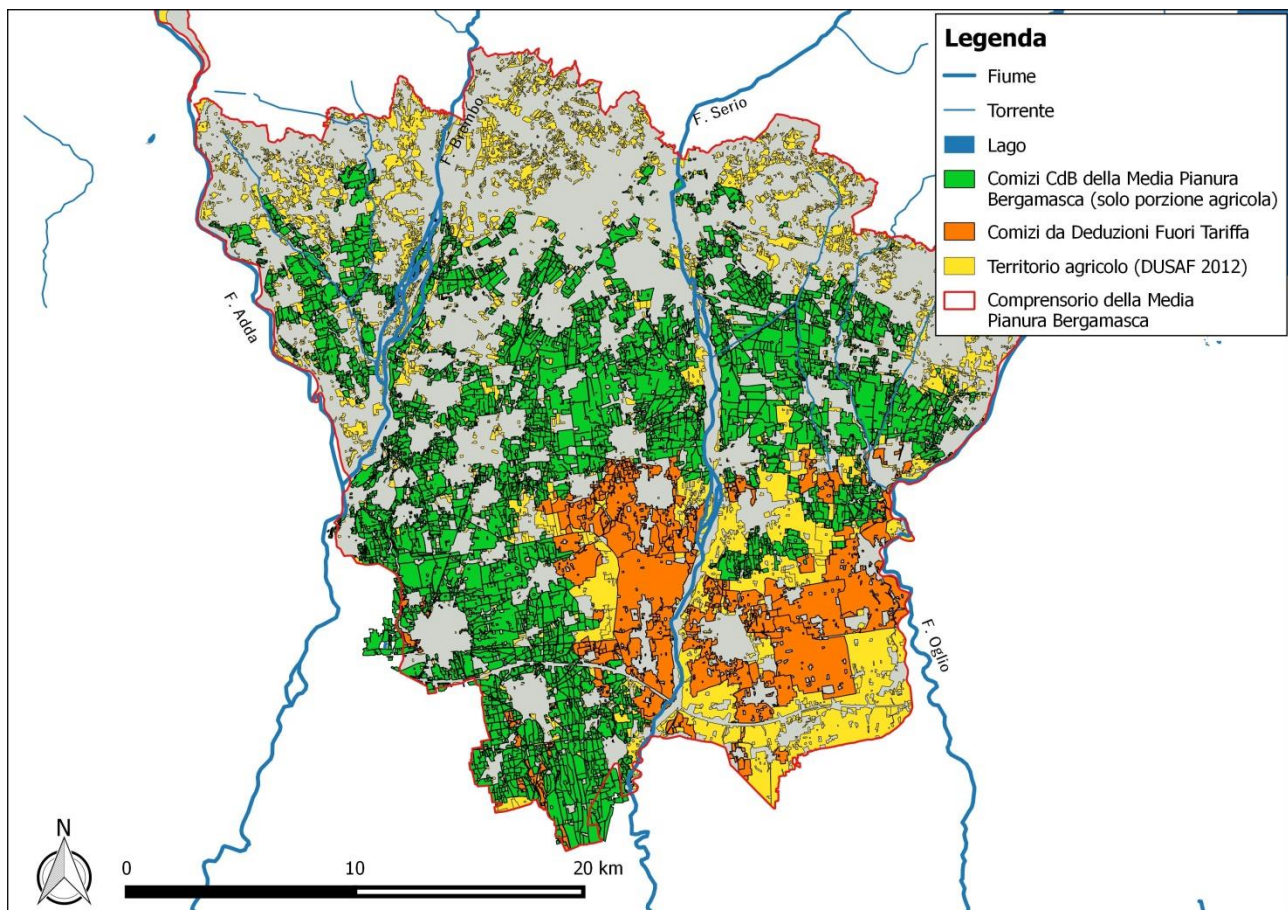 Legenda
Fiume
Torrente
Lago
Comizi CdB della Media Pianura
Bergamasca (solo porzione agricola)
Comizi da Deduzioni Fuori Tariffa
Territorio agricolo (DUSAF 2012)
Comprensorio della Media
Pianura Bergamasca
F. Brembo
F. Serio
F. Adda
F. Oglio
N
0 10 20 km